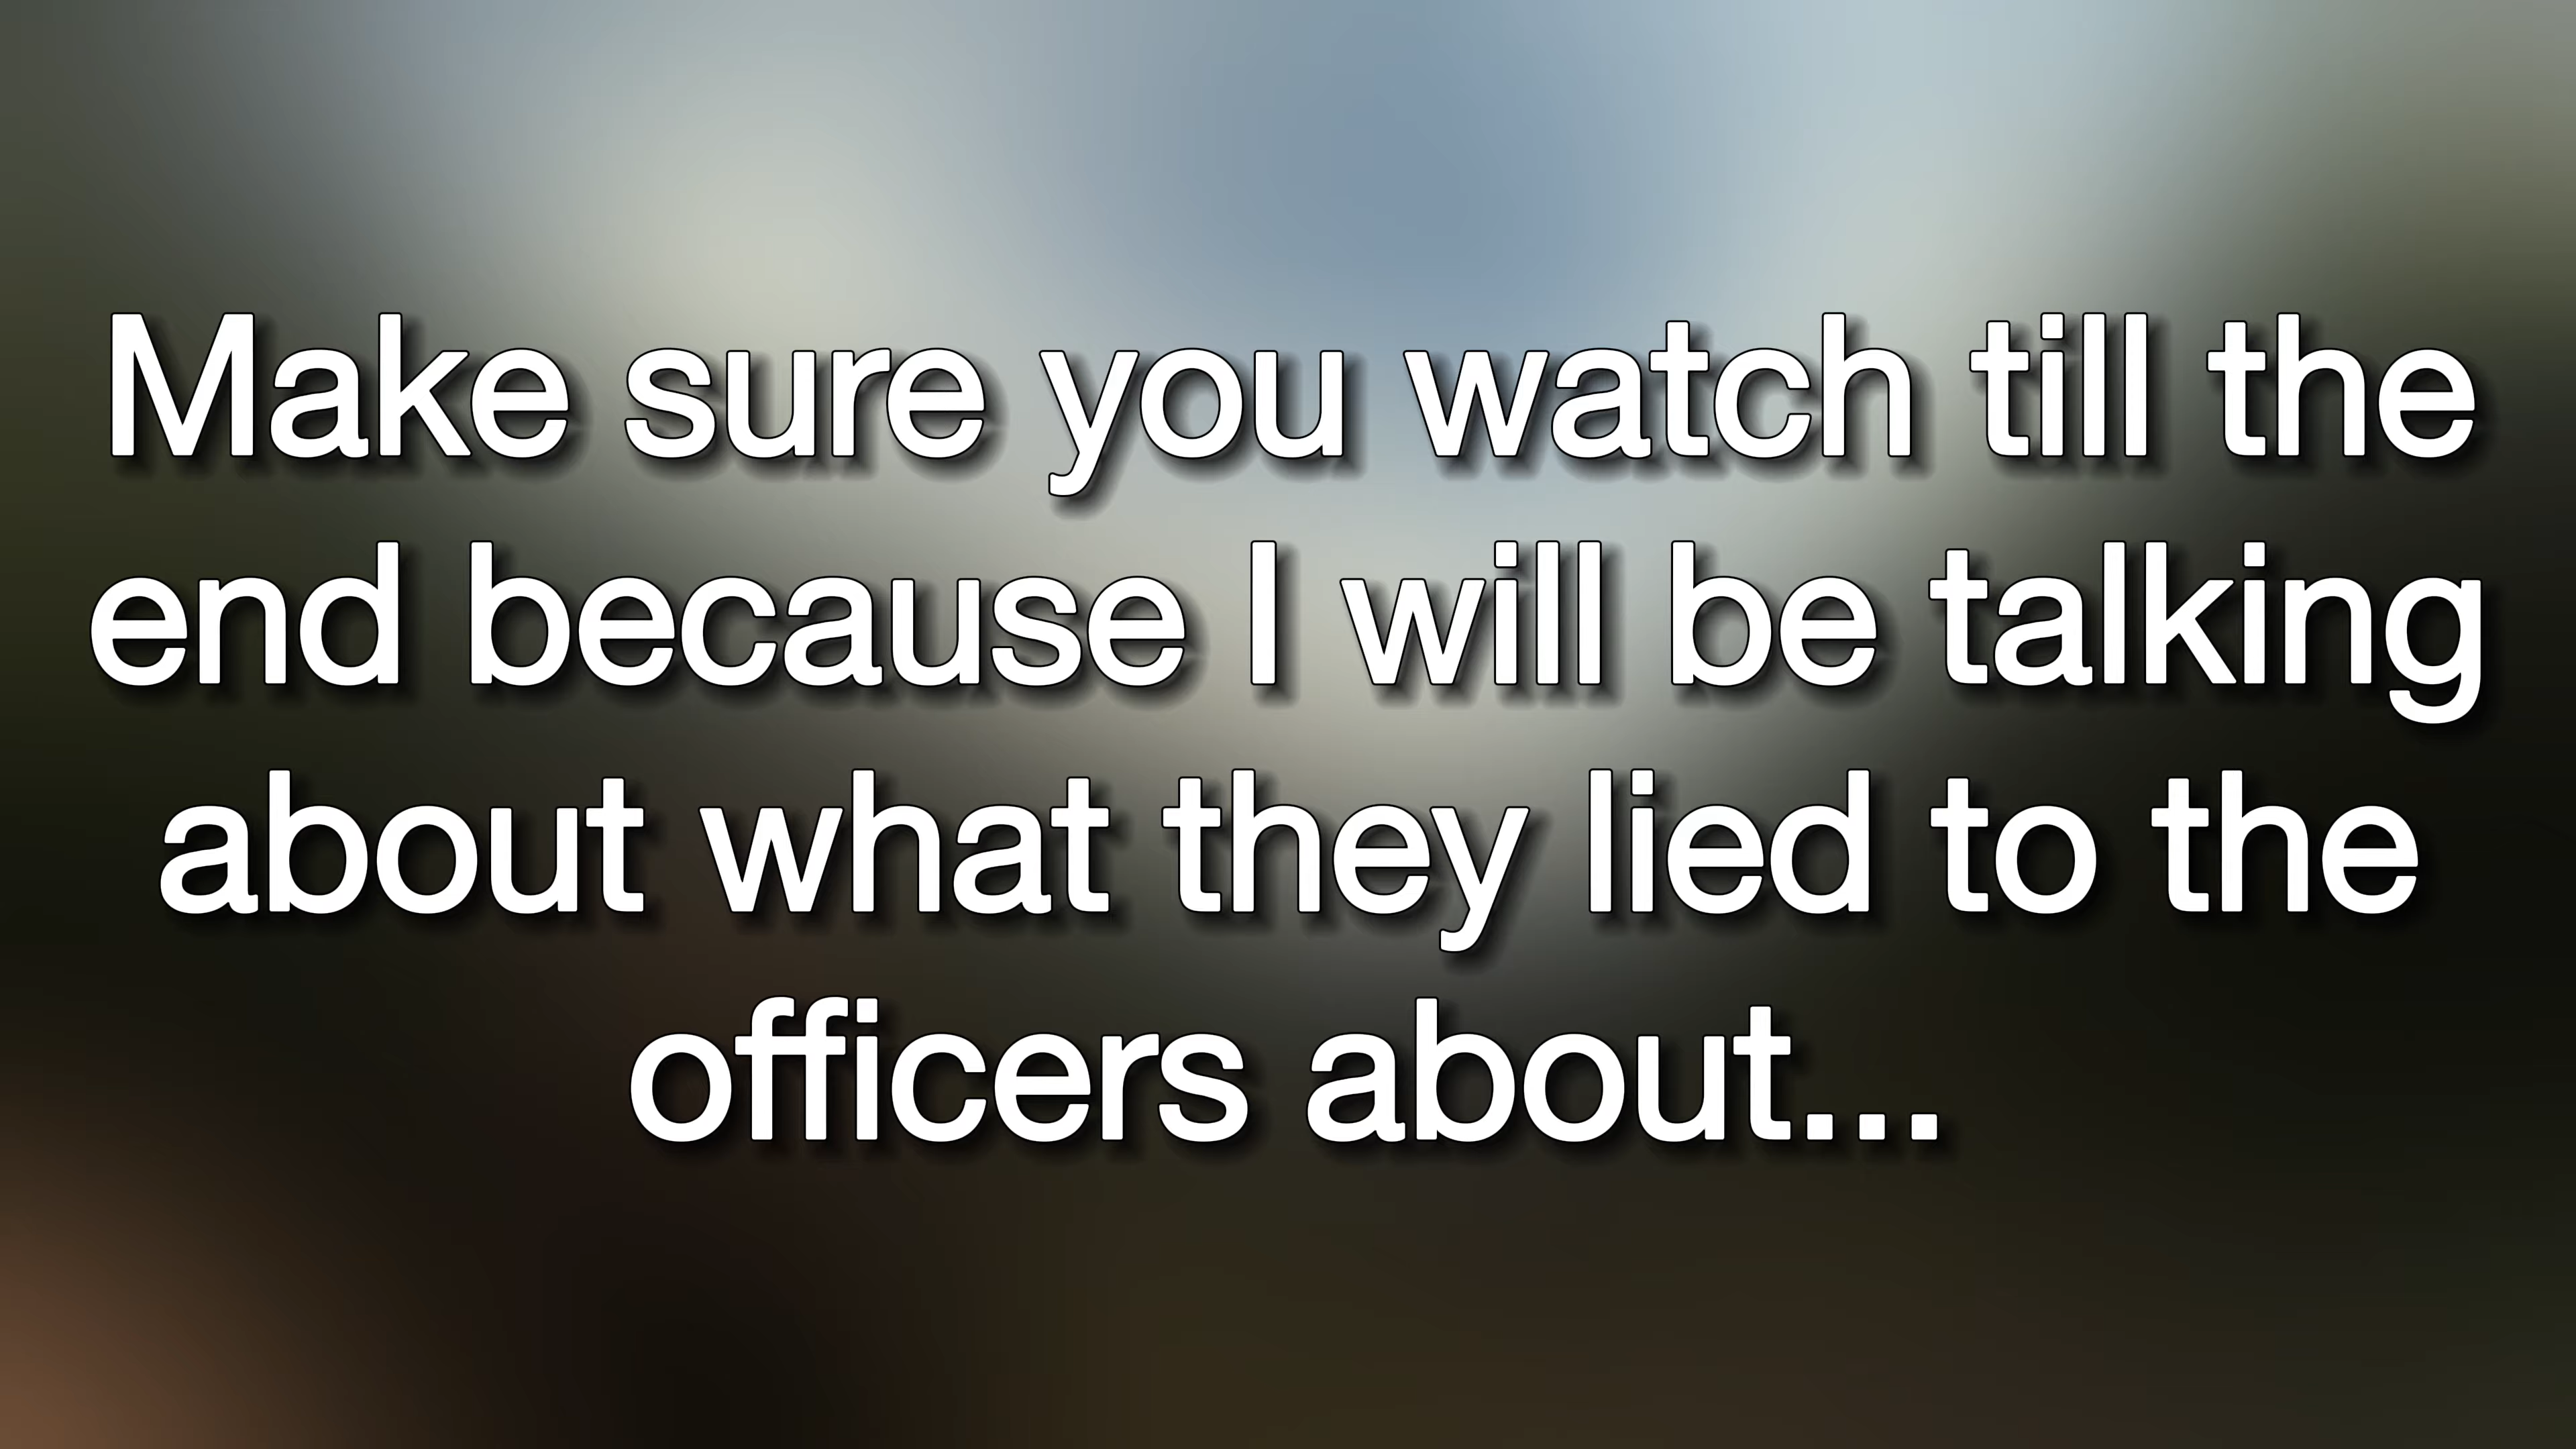 Make sure you watch till the
end because I will be talking
about what they lied to the
officers about...